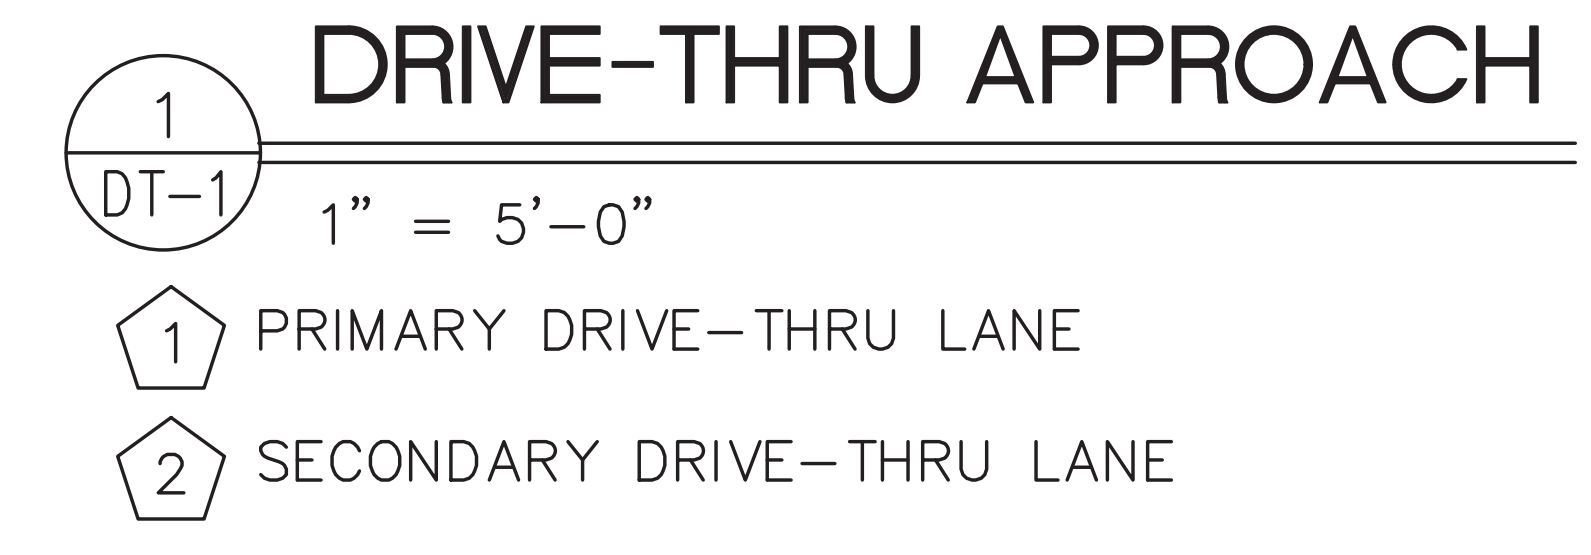 DRIVE-THRU APPROACH
1
DT-1
1" = 5'-0"
1 PRIMARY DRIVE-THRU LANE
2 SECONDARY DRIVE-THRU LANE